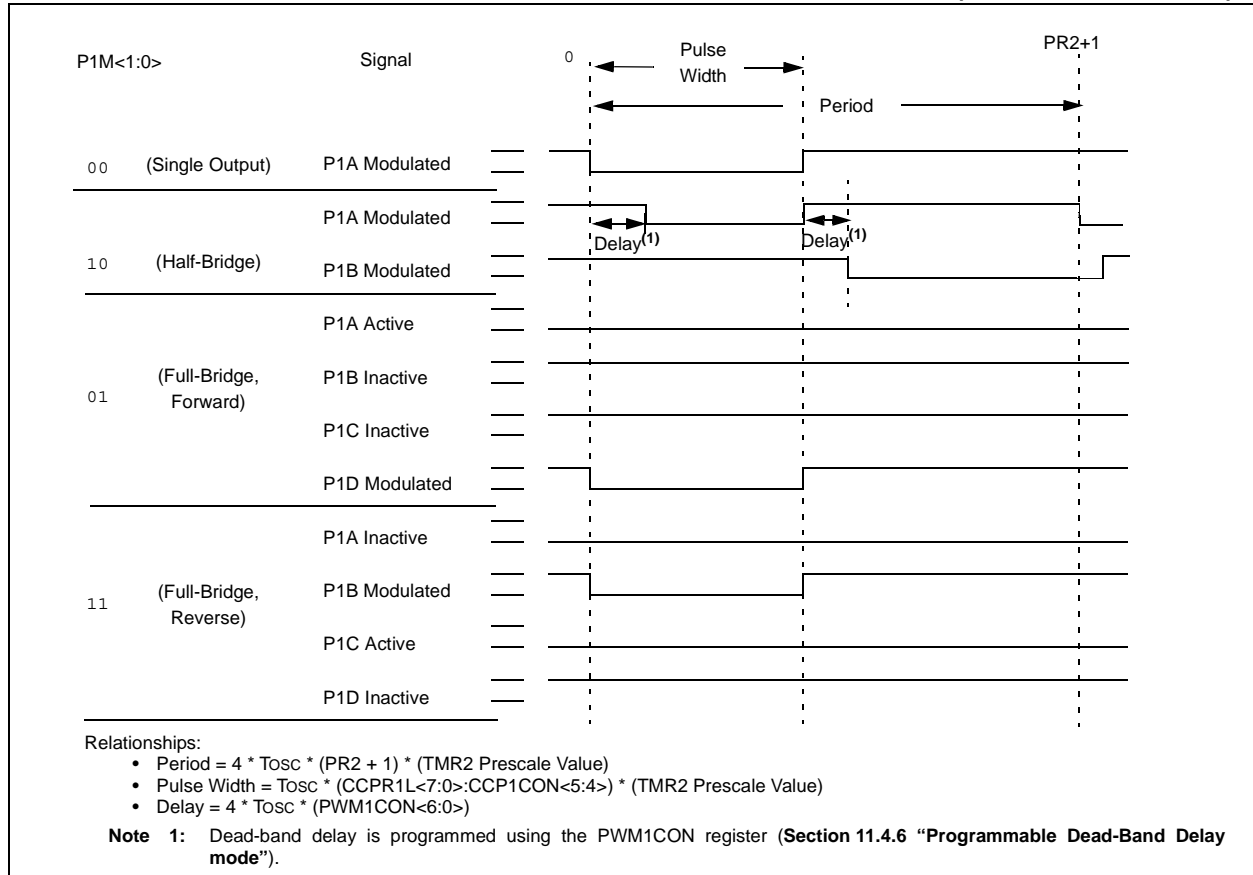 PR2+1
P1M<1:0> Signal 0 Pulse
Width
Period
00 (Single Output) P1A Modulated
P1A Modulated
Delay(1) Delay(1)
10 (Half-Bridge) P1B Modulated
P1A Active
01 (Full-Bridge,
Forward) P1B Inactive
P1C Inactive
P1D Modulated
P1A Inactive
11 (Full-Bridge,
Reverse) P1B Modulated
P1C Active
P1D Inactive
Relationships:
• Period = 4 * TOSC * (PR2 + 1) * (TMR2 Prescale Value)
• Pulse Width = TOSC * (CCPR1L<7:0>:CCP1CON<5:4>) * (TMR2 Prescale Value)
• Delay = 4 * TOSC * (PWM1CON<6:0>)
Note 1: Dead-band delay is programmed using the PWM1CON register (Section 11.4.6 “Programmable Dead-Band Delay
mode”).